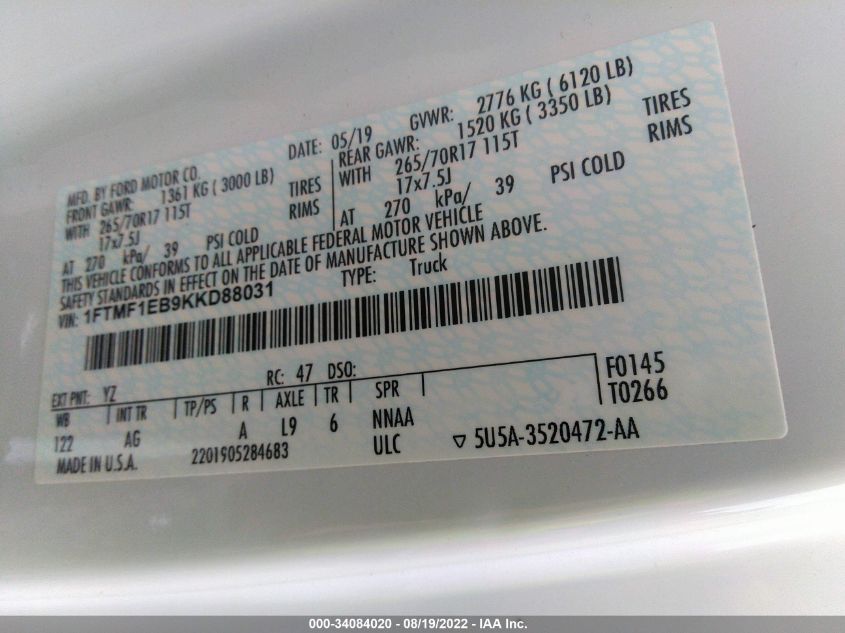 MFD. BY FORD MOTOR CO.
DATE: 05/19 GVWR: 2776 KG ( 6120 LB)
FRONT GAWR: 1361 KG ( 3000 LB) REAR GAWR: 1520 KG ( 3350 LB)
WITH 265/70R17 115T TIRES WITH 265/70R17 115T TIRES
17x7.5J RIMS 17x7.5J RIMS
AT 270 kPa/ 39 PSI COLD AT 270 kPa/ 39 PSI COLD
THIS VEHICLE CONFORMS TO ALL APPLICABLE FEDERAL MOTOR VEHICLE
SAFETY STANDARDS IN EFFECT ON THE DATE OF MANUFACTURE SHOWN ABOVE.
VIN: 1FTMF1EB9KKD88031 TYPE: Truck
EXT PNT: YZ RC: 47 DSO:
WB INT TR TP/PS R AXLE TR SPR F0145
122 AG A L9 6 NNAA T0266
MADE IN U.S.A. 2201905284683 ULC ▽ 5U5A-3520472-AA
000-34084020 - 08/19/2022 - IAA Inc.